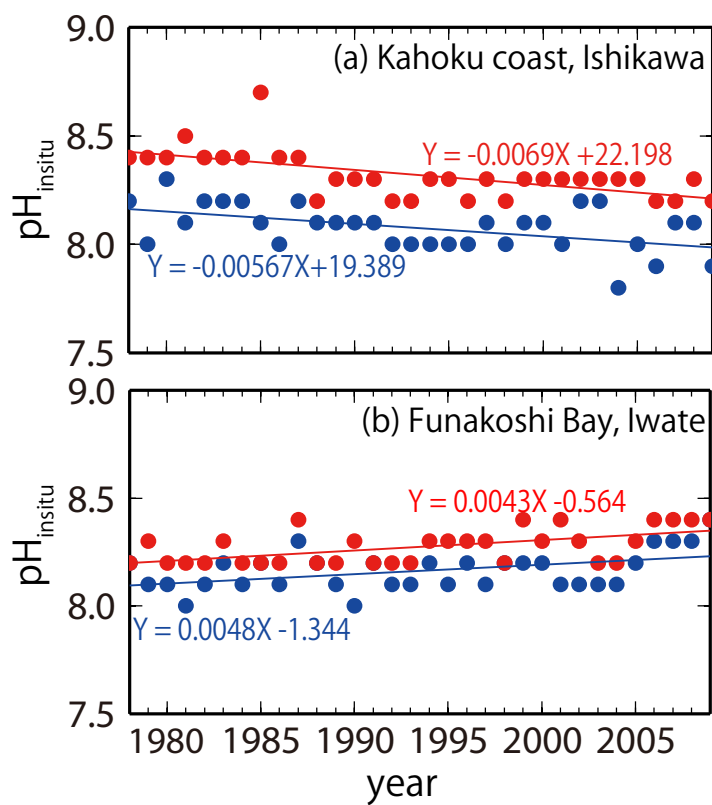 9.0
(a) Kahoku coast, Ishikawa
8.5
Y = -0.0069X +22.198
pHinsitu
8.0
Y = -0.00567X+19.389
7.5
9.0
(b) Funakoshi Bay, Iwate
8.5
Y = 0.0043X -0.564
pHinsitu
8.0
Y = 0.0048X -1.344
7.5
1980 1985 1990 1995 2000 2005
year